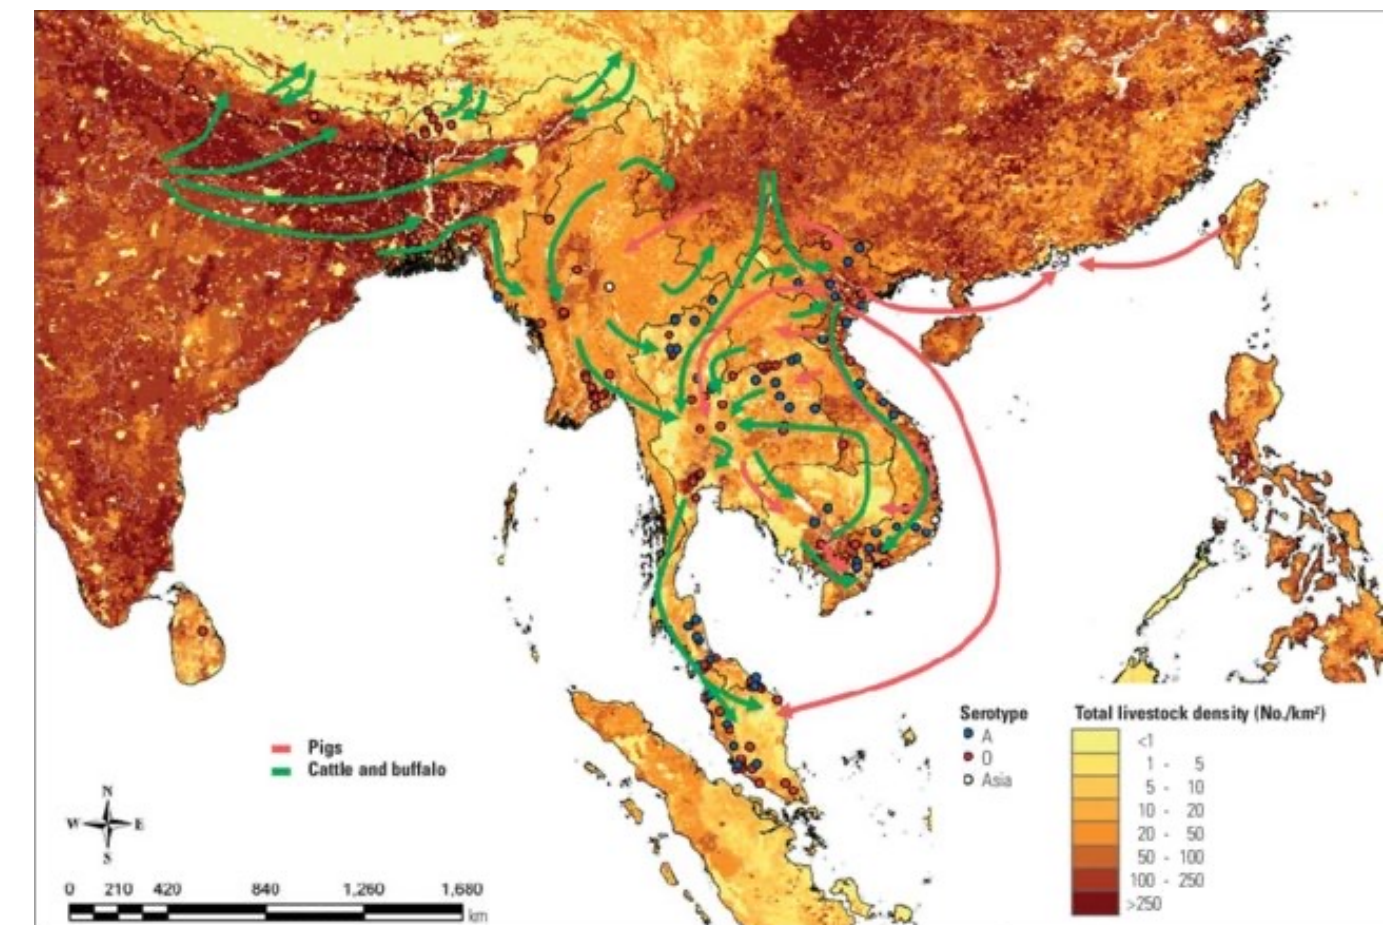 Pigs
Cattle and buffalo
N
W E
S
0 210 420 840 1,260 1,680
km
Serotype
A
O
Asia
Total livestock density (No./km²)
<1
1 - 5
5 - 10
10 - 20
20 - 50
50 - 100
100 - 250
>250